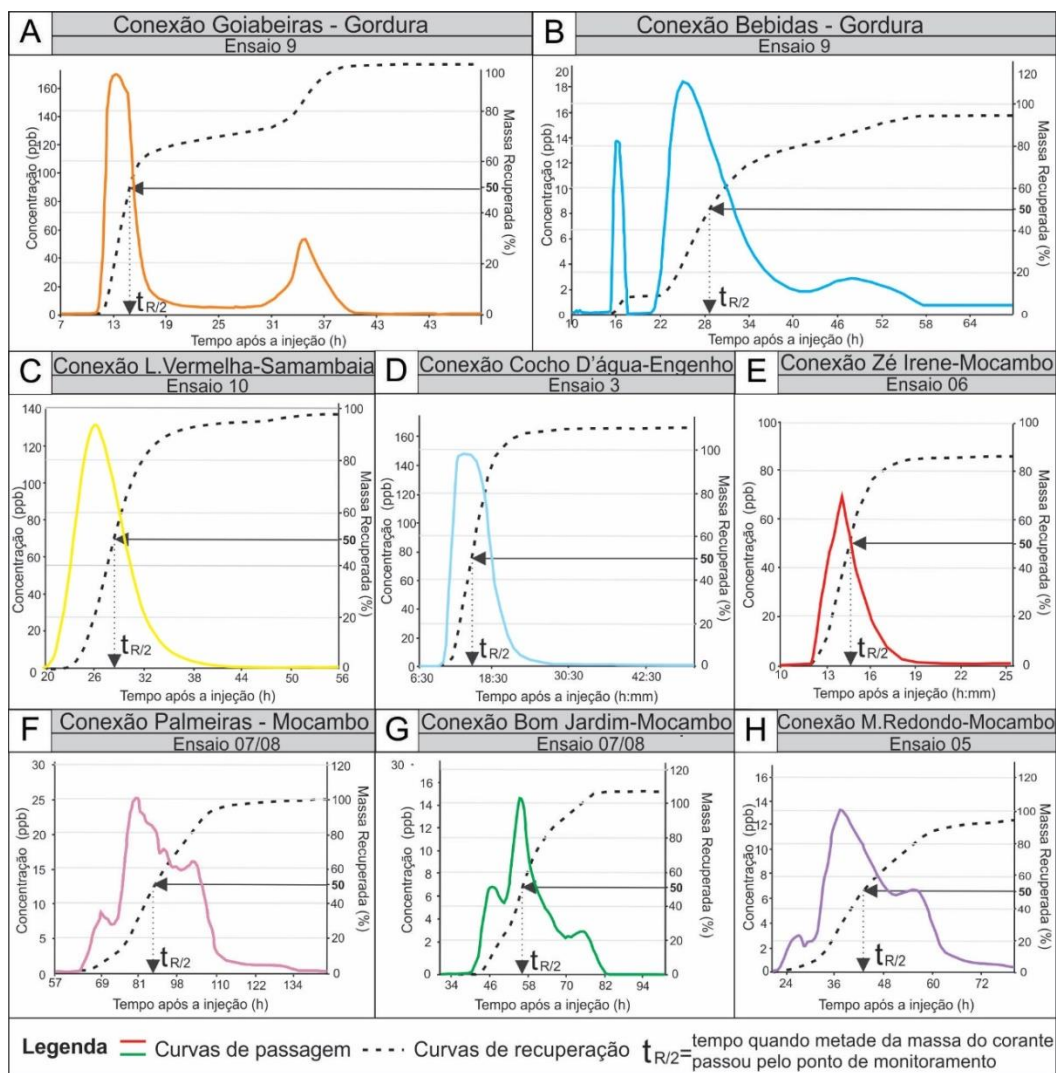 A Conexão Goiabeiras - Gordura
Ensaio 9
Concentração (ppb)
160
140
120
100
80
60
40
20
0
7 13 19 25 31 37 43 43
Tempo após a injeção (h)
100
80
60
50
40
20
0
Massa Recuperada (%)
tR/2
B Conexão Bebidas - Gordura
Ensaio 9
Concentração (ppb)
20
18
16
14
12
10
8
6
4
2
0
10 16 22 28 34 40 46 52 58 64
Tempo após a injeção (h)
120
100
80
60
50
40
20
0
Massa Recuperada (%)
tR/2
C Conexão L.Vermelha-Samambaia
Ensaio 10
Concentração (ppb)
140
120
100
80
60
40
20
0
20 26 32 38 44 50 56
Tempo após a injeção (h)
100
80
60
50
40
20
0
Massa Recuperada (%)
tR/2
D Conexão Cocho D'água-Engenho
Ensaio 3
Concentração (ppb)
160
140
120
100
80
60
40
20
0
6:30 18:30 30:30 42:30
Tempo após a injeção (h:mm)
100
80
60
50
40
20
0
Massa Recuperada (%)
tR/2
E Conexão Zé Irene-Mocambo
Ensaio 06
Concentração (ppb)
100
80
60
40
20
0
10 13 16 19 22 25
Tempo após a injeção (h:mm)
100
80
60
50
40
20
0
Massa Recuperada (%)
tR/2
F Conexão Palmeiras - Mocambo
Ensaio 07/08
Concentração (ppb)
30
25
20
15
10
5
0
57 69 81 98 110 122 134
Tempo após a injeção (h)
120
100
80
60
50
40
20
0
Massa Recuperada (%)
tR/2
G Conexão Bom Jardim-Mocambo
Ensaio 07/08
Concentração (ppb)
30
16
14
12
10
8
6
4
2
0
34 46 58 70 82 94
Tempo após a injeção (h)
120
100
80
60
50
40
20
0
Massa Recuperada (%)
tR/2
H Conexão M.Redondo-Mocambo
Ensaio 05
Concentração (ppb)
16
14
12
10
8
6
4
2
0
24 36 48 60 72
Tempo após a injeção (h)
120
100
80
60
50
40
20
0
Massa Recuperada (%)
tR/2
Legenda Curvas de passagem Curvas de recuperação tR/2= tempo quando metade da massa do corante
passou pelo ponto de monitoramento